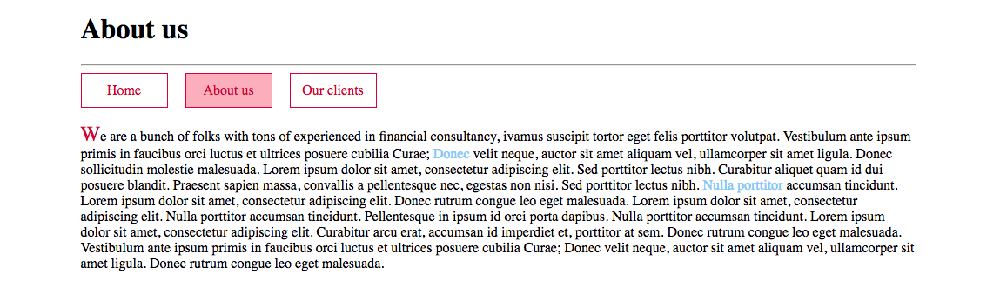 About us
Home About us Our clients
We are a bunch of folks with tons of experienced in financial consultancy, ivamus suscipit tortor eget felis porttitor volutpat. Vestibulum ante ipsum
primis in faucibus orci luctus et ultrices posuere cubilia Curae; Donec velit neque, auctor sit amet aliquam vel, ullamcorper sit amet ligula. Donec
sollicitudin molestie malesuada. Lorem ipsum dolor sit amet, consectetur adipiscing elit. Sed porttitor lectus nibh. Curabitur aliquet quam id dui
posuere blandit. Praesent sapien massa, convallis a pellentesque nec, egestas non nisi. Sed porttitor lectus nibh. Nulla porttitor accumsan tincidunt.
Lorem ipsum dolor sit amet, consectetur adipiscing elit. Donec rutrum congue leo eget malesuada. Lorem ipsum dolor sit amet, consectetur
adipiscing elit. Nulla porttitor accumsan tincidunt. Pellentesque in ipsum id orci porta dapibus. Nulla porttitor accumsan tincidunt. Lorem ipsum
dolor sit amet, consectetur adipiscing elit. Curabitur arcu erat, accumsan id imperdiet et, porttitor at sem. Donec rutrum congue leo eget malesuada.
Vestibulum ante ipsum primis in faucibus orci luctus et ultrices posuere cubilia Curae; Donec velit neque, auctor sit amet aliquam vel, ullamcorper sit
amet ligula. Donec rutrum congue leo eget malesuada.